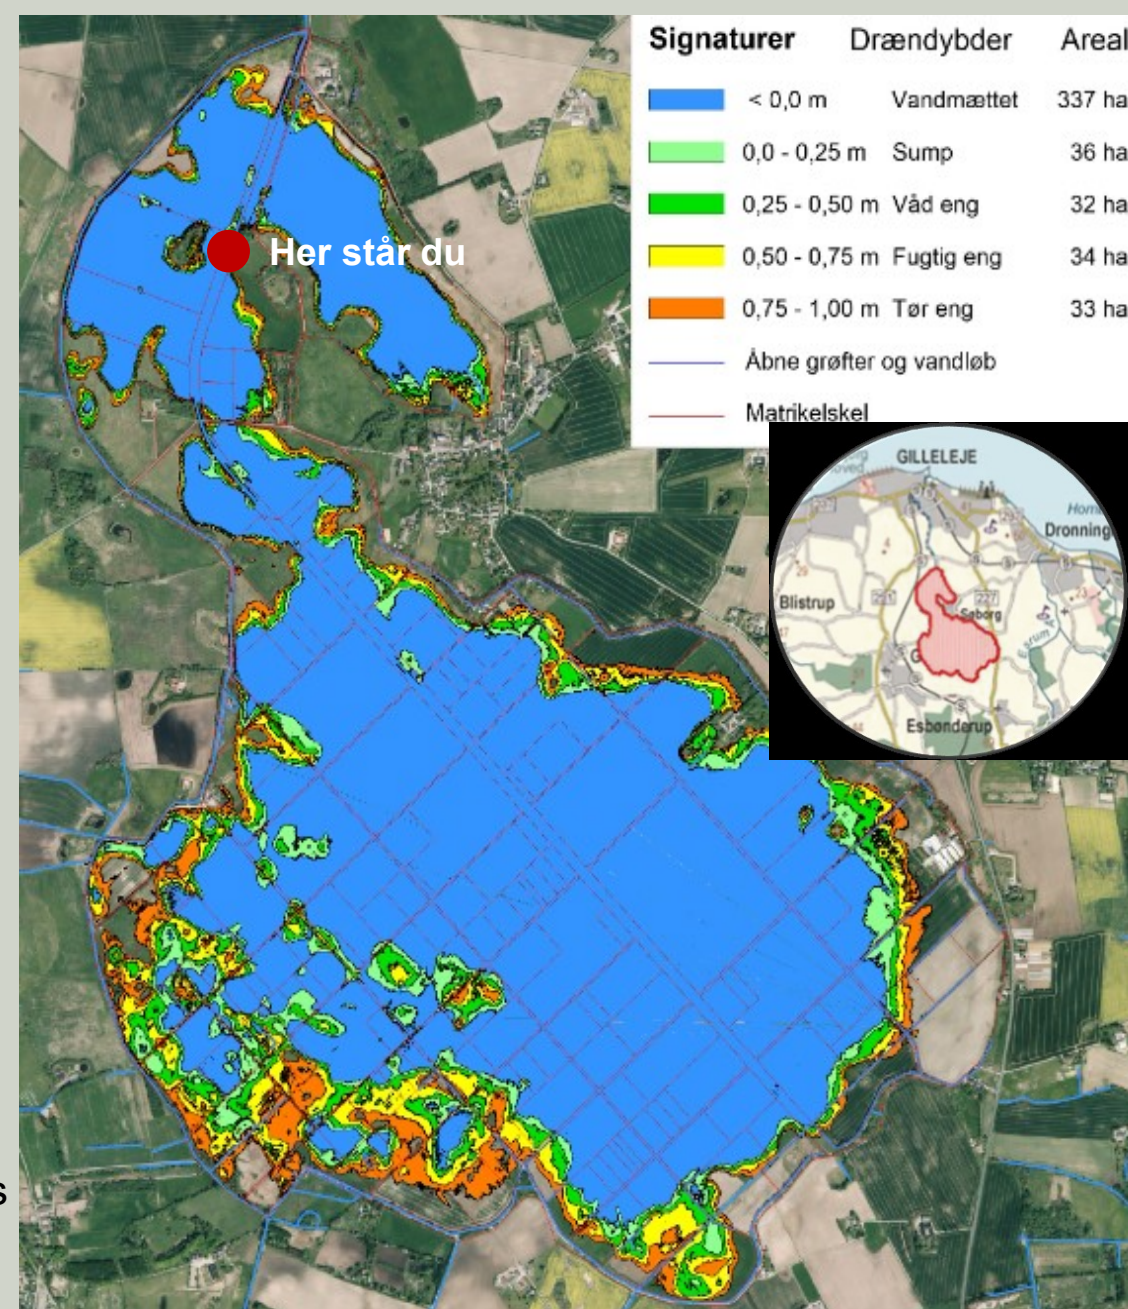 Signaturer Drændybder Areal
< 0,0 m Vandmættet 337 ha
0,0 - 0,25 m Sump 36 ha
0,25 - 0,50 m Våd eng 32 ha
0,50 - 0,75 m Fugtig eng 34 ha
0,75 - 1,00 m Tør eng 33 ha
Åbne grøfter og vandløb
Matrikelskel
Her står du
GILLELEJE
Dronning
Blistrup
227
Søborg
Esrum Å
Esbønderup
s